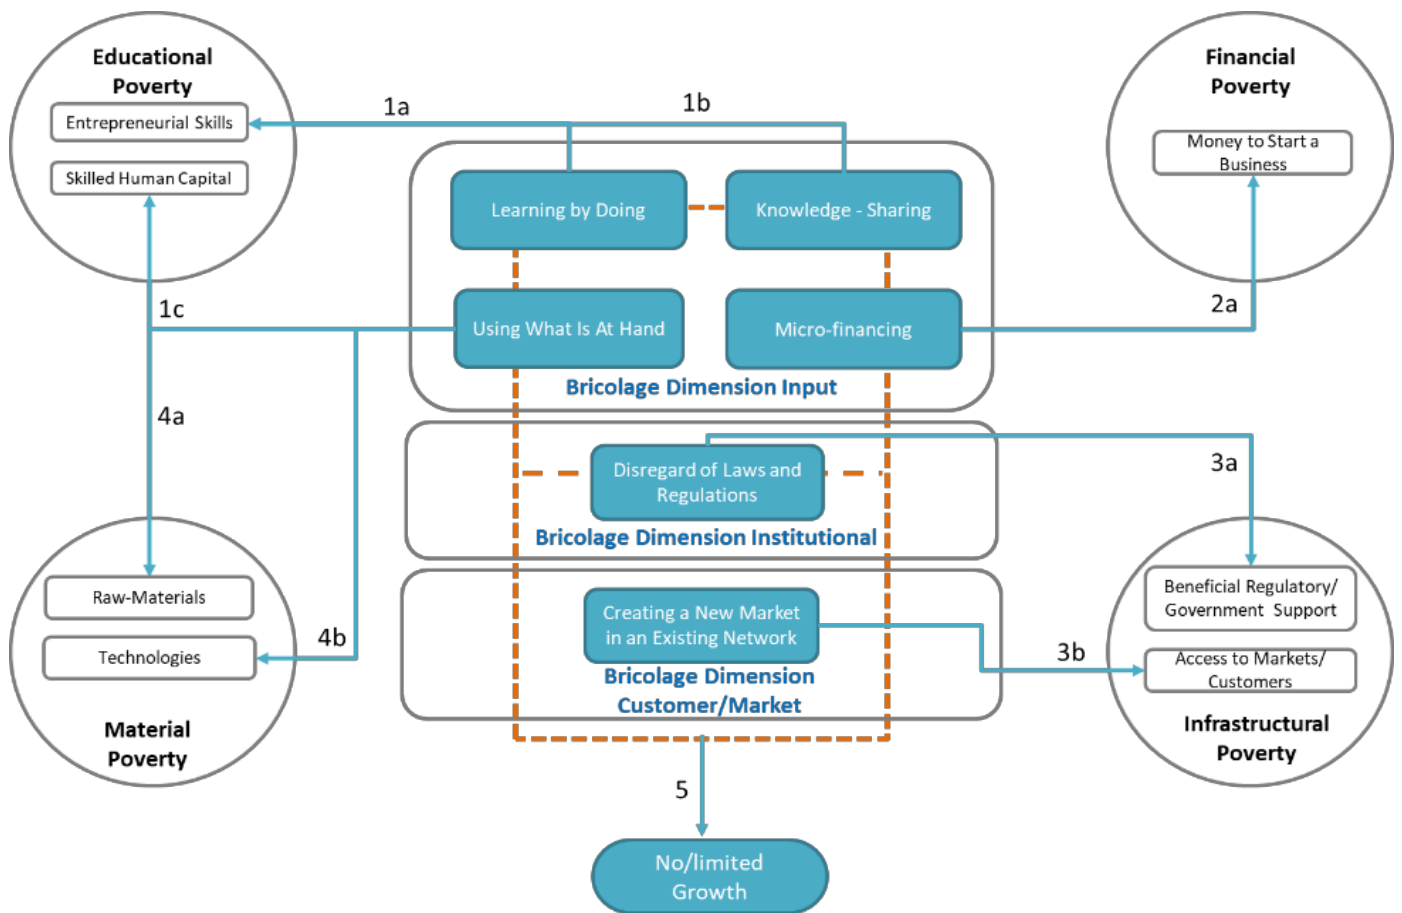 Educational
Poverty
Entrepreneurial Skills
Skilled Human Capital
1a
1b
Financial
Poverty
Money to Start a
Business
Learning by Doing
Knowledge - Sharing
1c
Using What Is At Hand
Micro-financing
2a
Bricolage Dimension Input
4a
Disregard of Laws and
Regulations
3a
Bricolage Dimension Institutional
Raw-Materials
Technologies
4b
Material
Poverty
Creating a New Market
in an Existing Network
Bricolage Dimension
Customer/Market
3b
Beneficial Regulatory/
Government Support
Access to Markets/
Customers
Infrastructural
Poverty
5
No/limited
Growth